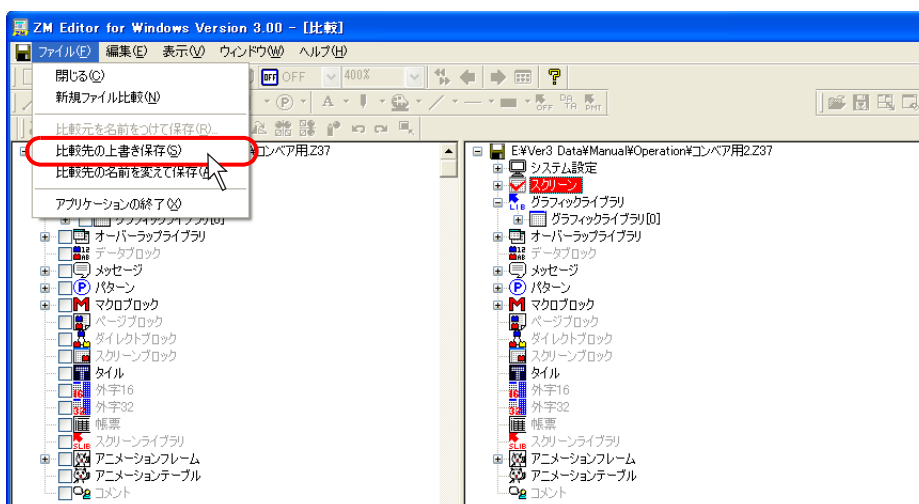 ZM Editor for Windows Version 3.00 - [比較]
ファイル(F) 編集(E) 表示(V) ウィンドウ(W) ヘルプ(H)
閉じる(C)
新規ファイル比較(N)
比較元を名前をつけて保存(R)...
比較先の上書き保存(S)
比較先の名前を変えて保存(A
アプリケーションの終了(X)
OFF OFF 400%
P A OFF DA TA PMT
¥コンベア用.Z37
グラフィックライブラリ[0]
オーバーラップライブラリ
データブロック
メッセージ
パターン
マクロブロック
ページブロック
ダイレクトブロック
スクリーンブロック
タイル
外字16
外字32
帳票
スクリーンライブラリ
アニメーションフレーム
アニメーションテーブル
コメント
E:¥Ver3 Data¥Manual¥Operation¥コンベア用2.Z37
システム設定
スクリーン
グラフィックライブラリ
グラフィックライブラリ[0]
オーバーラップライブラリ
データブロック
メッセージ
パターン
マクロブロック
ページブロック
ダイレクトブロック
スクリーンブロック
タイル
外字16
外字32
帳票
スクリーンライブラリ
アニメーションフレーム
アニメーションテーブル
コメント